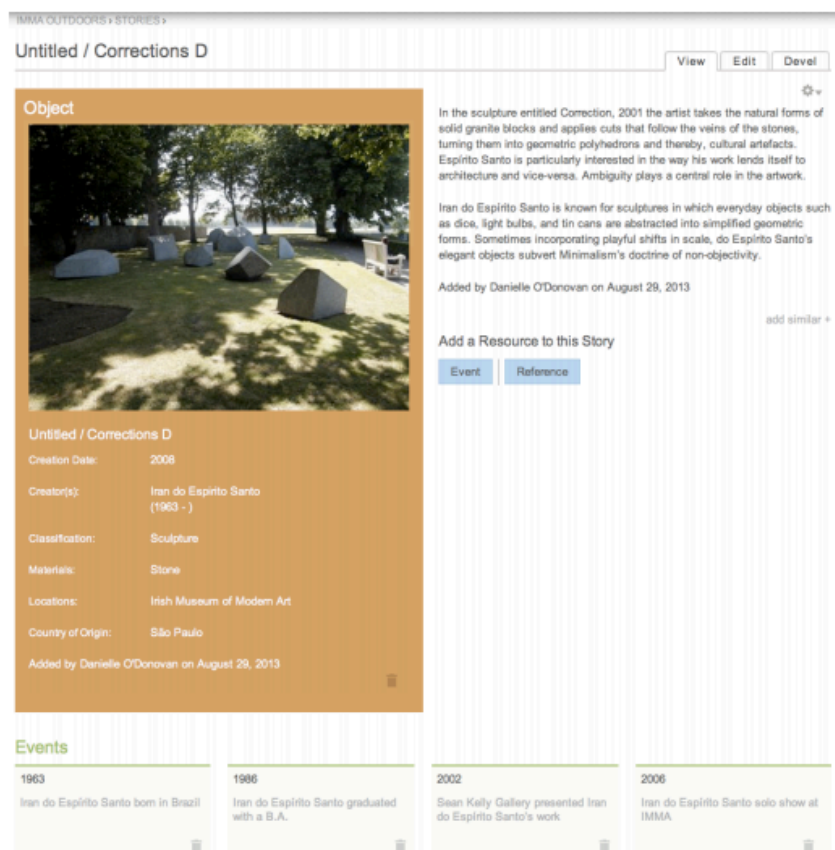 IMMA OUTDOORS › STORIES ›
Untitled / Corrections D
View Edit Devel
Object
In the sculpture entitled Correction, 2001 the artist takes the natural forms of
solid granite blocks and applies cuts that follow the veins of the stones,
turning them into geometric polyhedrons and thereby, cultural artefacts.
Espírito Santo is particularly interested in the way his work lends itself to
architecture and vice-versa. Ambiguity plays a central role in the artwork.
Iran do Espírito Santo is known for sculptures in which everyday objects such
as dice, light bulbs, and tin cans are abstracted into simplified geometric
forms. Sometimes incorporating playful shifts in scale, do Espírito Santo's
elegant objects subvert Minimalism's doctrine of non-objectivity.
Added by Danielle O'Donovan on August 29, 2013
add similar +
Add a Resource to this Story
Event Reference
Untitled / Corrections D
Creation Date: 2008
Creator(s): Iran do Espírito Santo
(1963 - )
Classification: Sculpture
Materials: Stone
Locations: Irish Museum of Modern Art
Country of Origin: São Paulo
Added by Danielle O'Donovan on August 29, 2013
Events
1963
Iran do Espírito Santo born in Brazil
1986
Iran do Espírito Santo graduated
with a B.A.
2002
Sean Kelly Gallery presented Iran
do Espírito Santo's work
2006
Iran do Espírito Santo solo show at
IMMA